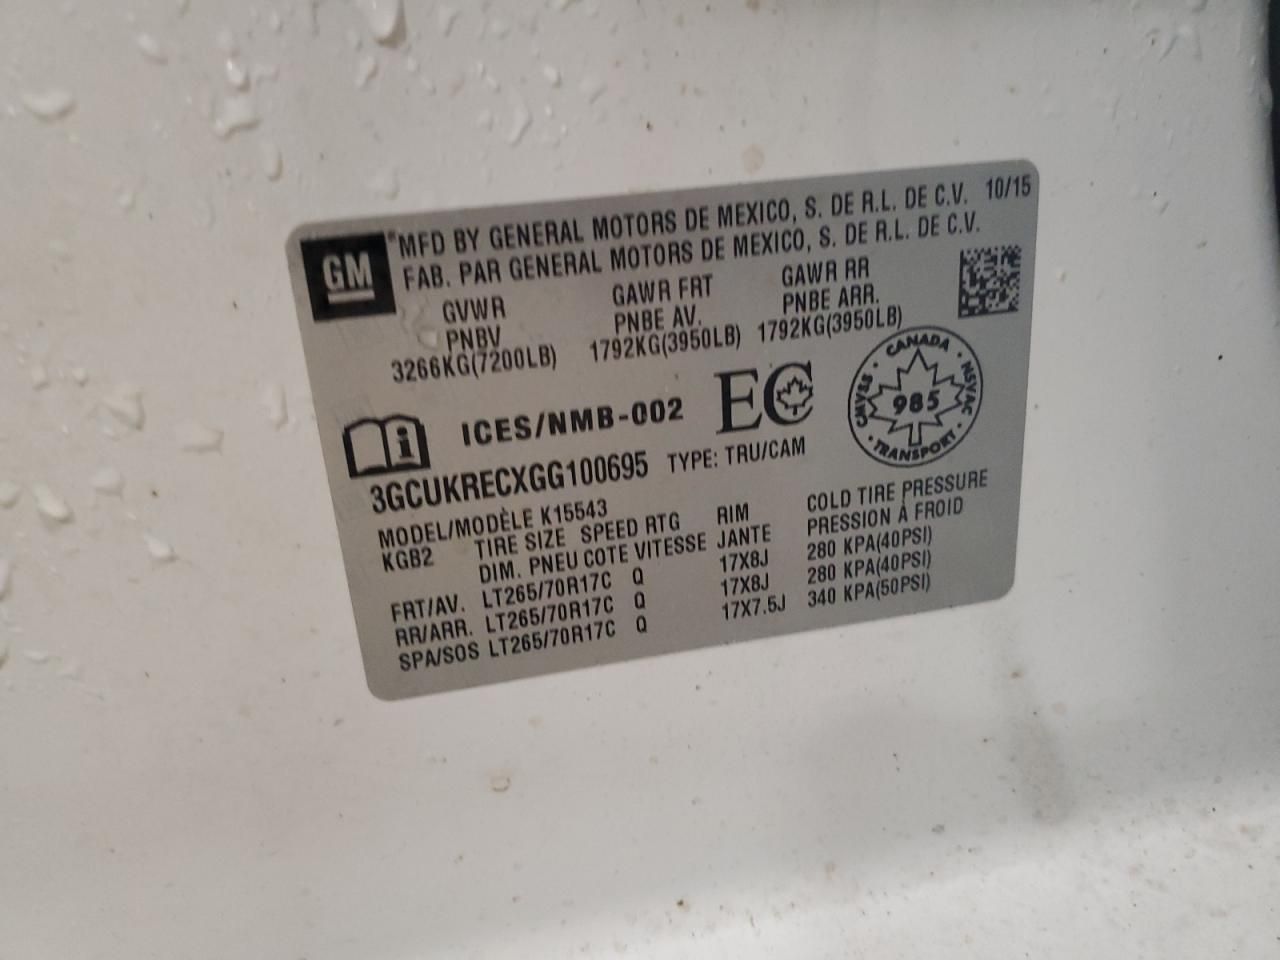 GM
MFD BY GENERAL MOTORS DE MEXICO, S. DE R.L. DE C.V. 10/15
FAB. PAR GENERAL MOTORS DE MEXICO, S. DE R.L. DE C.V.
GVWR GAWR FRT GAWR RR
PNBV PNBE AV. PNBE ARR.
3266KG(7200LB) 1792KG(3950LB) 1792KG(3950LB)
i ICES/NMB-002 EC
CANADA
NSVAC
TRANSPORT
CMVSS
985
3GCUKRECXGG100695 TYPE: TRU/CAM
MODEL/MODÈLE K15543
KGB2 TIRE SIZE SPEED RTG RIM COLD TIRE PRESSURE
DIM. PNEU COTE VITESSE JANTE PRESSION À FROID
FRT/AV. LT265/70R17C Q 17X8J 280 KPA(40PSI)
RR/ARR. LT265/70R17C Q 17X8J 280 KPA(40PSI)
SPA/SOS LT265/70R17C Q 17X7.5J 340 KPA(50PSI)